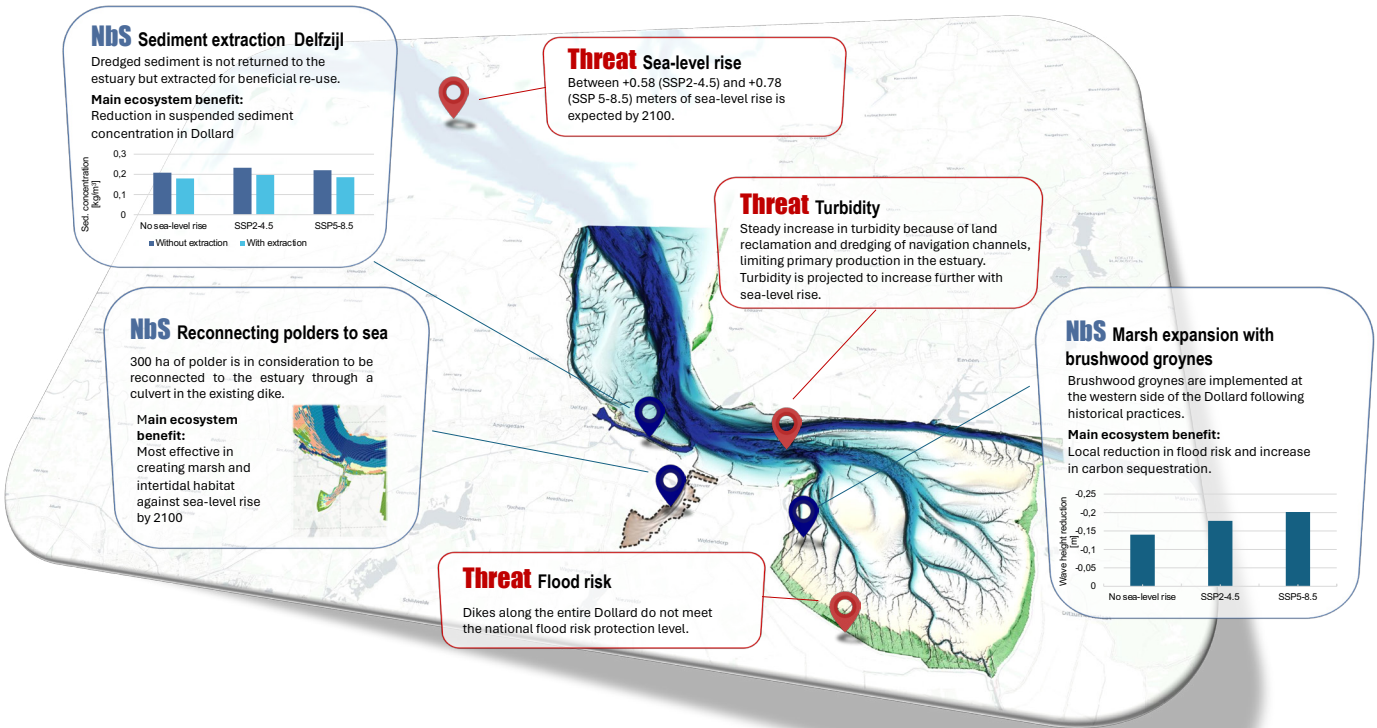 NbS Sediment extraction Delfzijl
Dredged sediment is not returned to the
estuary but extracted for beneficial re-use.
Main ecosystem benefit:
Reduction in suspended sediment
concentration in Dollard
Sed. concentration
[kg/m³]
0,3
0,2
0,1
0
No sea-level rise
SSP2-4.5
SSP5-8.5
Without extraction
With extraction
Threat Sea-level rise
Between +0.58 (SSP2-4.5) and +0.78
(SSP 5-8.5) meters of sea-level rise is
expected by 2100.
Threat Turbidity
Steady increase in turbidity because of land
reclamation and dredging of navigation channels,
limiting primary production in the estuary.
Turbidity is projected to increase further with
sea-level rise.
NbS Reconnecting polders to sea
300 ha of polder is in consideration to be
reconnected to the estuary through a
culvert in the existing dike.
Main ecosystem
benefit:
Most effective in
creating marsh and
intertidal habitat
against sea-level rise
by 2100
NbS Marsh expansion with
brushwood groynes
Brushwood groynes are implemented at
the western side of the Dollard following
historical practices.
Main ecosystem benefit:
Local reduction in flood risk and increase
in carbon sequestration.
Wave height reduction
[m]
-0,25
-0,2
-0,15
-0,1
-0,05
0
No sea-level rise
SSP2-4.5
SSP5-8.5
Threat Flood risk
Dikes along the entire Dollard do not meet
the national flood risk protection level.